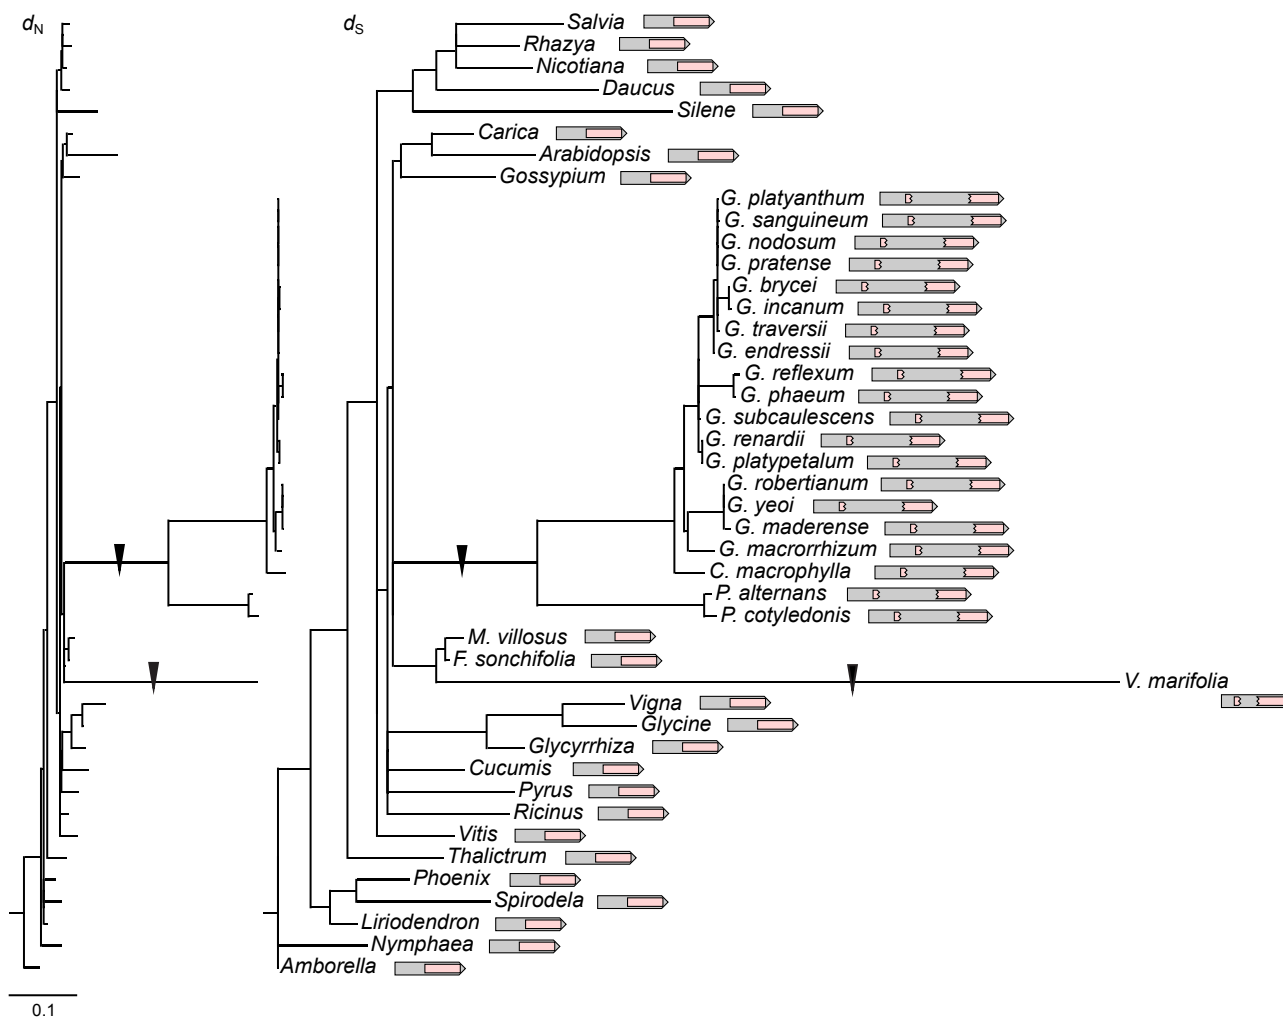 dN
dS
Salvia
Rhazya
Nicotiana
Daucus
Silene
Carica
Arabidopsis
Gossypium
G. platyanthum
G. sanguineum
G. nodosum
G. pratense
G. brycei
G. incanum
G. traversii
G. endressii
G. reflexum
G. phaeum
G. subcaulescens
G. renardii
G. platypetalum
G. robertianum
G. yeoi
G. maderense
G. macrorrhizum
C. macrophylla
P. alternans
P. cotyledonis
M. villosus
F. sonchifolia
V. marifolia
Vigna
Glycine
Glycyrrhiza
Cucumis
Pyrus
Ricinus
Vitis
Thalictrum
Phoenix
Spirodela
Liriodendron
Nymphaea
Amborella
0.1